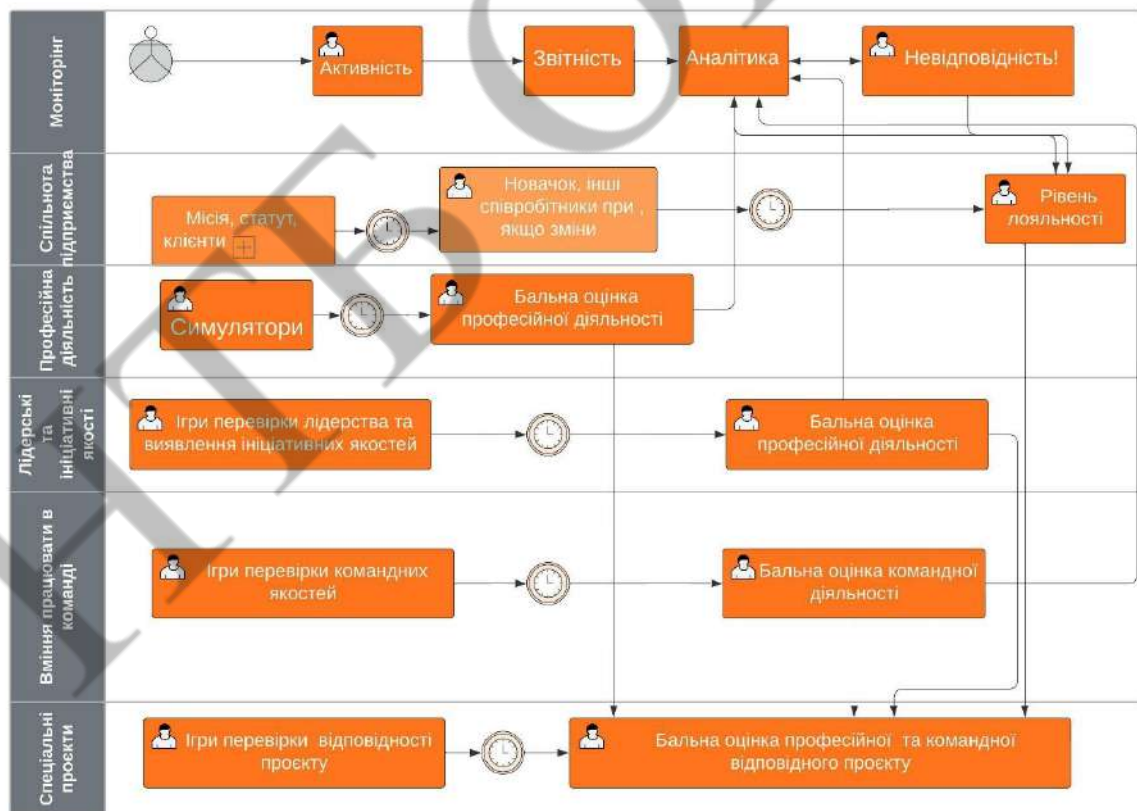 Моніторінг
Активність
Звітність
Аналітика
Невідповідність!
Спільнота
підприємства
Місія, статут,
клієнти
Новачок, інші
співробітники при ,
якщо зміни
Рівень
лояльності
Професійна
діяльність
Симулятори
Бальна оцінка
професійної діяльності
Лідерські
та
ініціативні
якості
Ігри перевірки лідерства та
виявлення ініціативних якостей
Бальна оцінка
професійної діяльності
Вміння працювати в
команді
Ігри перевірки командних
якостей
Бальна оцінка командної
діяльності
Спеціальні
проєкти
Ігри перевірки відповідності
проєкту
Бальна оцінка професійної та командної
відповідного проєкту